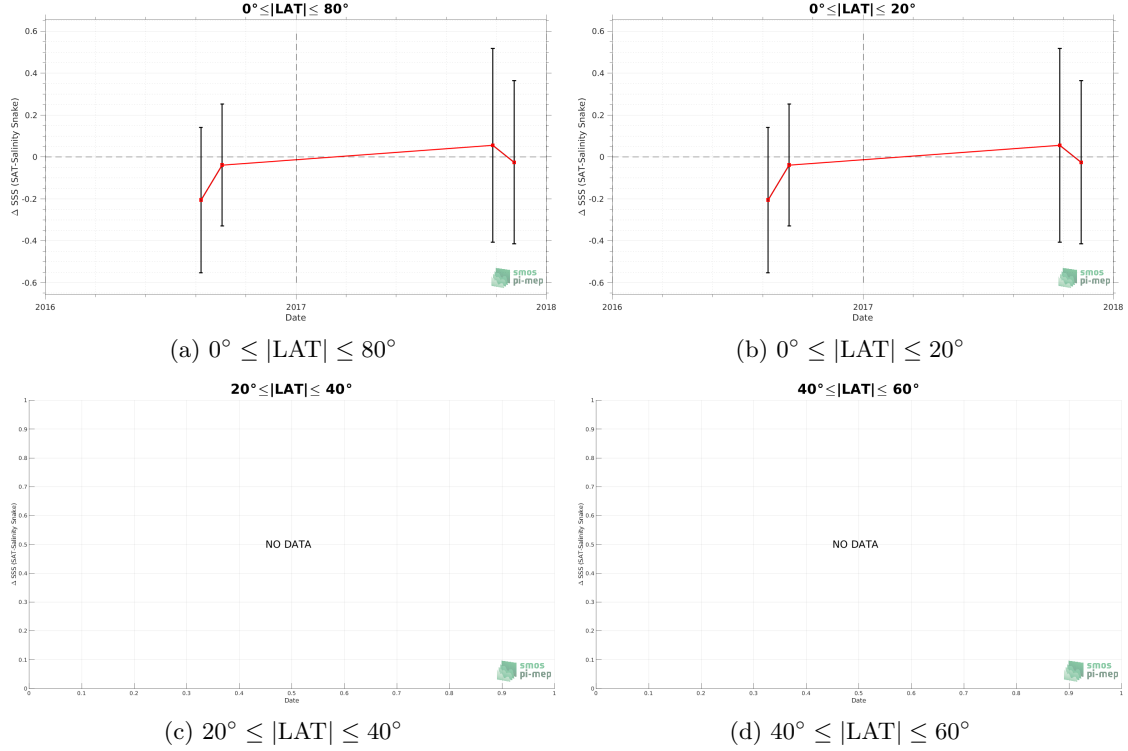 0°≤|LAT|≤ 80°
0.6
0.4
0.2
0
-0.2
-0.4
-0.6
Δ SSS (SAT-Salinity Snake)
2016
2017
2018
Date
smos
pi-mep
(a) 0° ≤ |LAT| ≤ 80°
0°≤|LAT|≤ 20°
0.6
0.4
0.2
0
-0.2
-0.4
-0.6
Δ SSS (SAT-Salinity Snake)
2016
2017
2018
Date
smos
pi-mep
(b) 0° ≤ |LAT| ≤ 20°
20°≤|LAT|≤ 40°
1
0.9
0.8
0.7
0.6
0.5
0.4
0.3
0.2
0.1
0
Δ SSS (SAT-Salinity Snake)
NO DATA
0 0.1 0.2 0.3 0.4 0.5 0.6 0.7 0.8 0.9 1
Date
smos
pi-mep
(c) 20° ≤ |LAT| ≤ 40°
40°≤|LAT|≤ 60°
1
0.9
0.8
0.7
0.6
0.5
0.4
0.3
0.2
0.1
0
Δ SSS (SAT-Salinity Snake)
NO DATA
0 0.1 0.2 0.3 0.4 0.5 0.6 0.7 0.8 0.9 1
Date
smos
pi-mep
(d) 40° ≤ |LAT| ≤ 60°